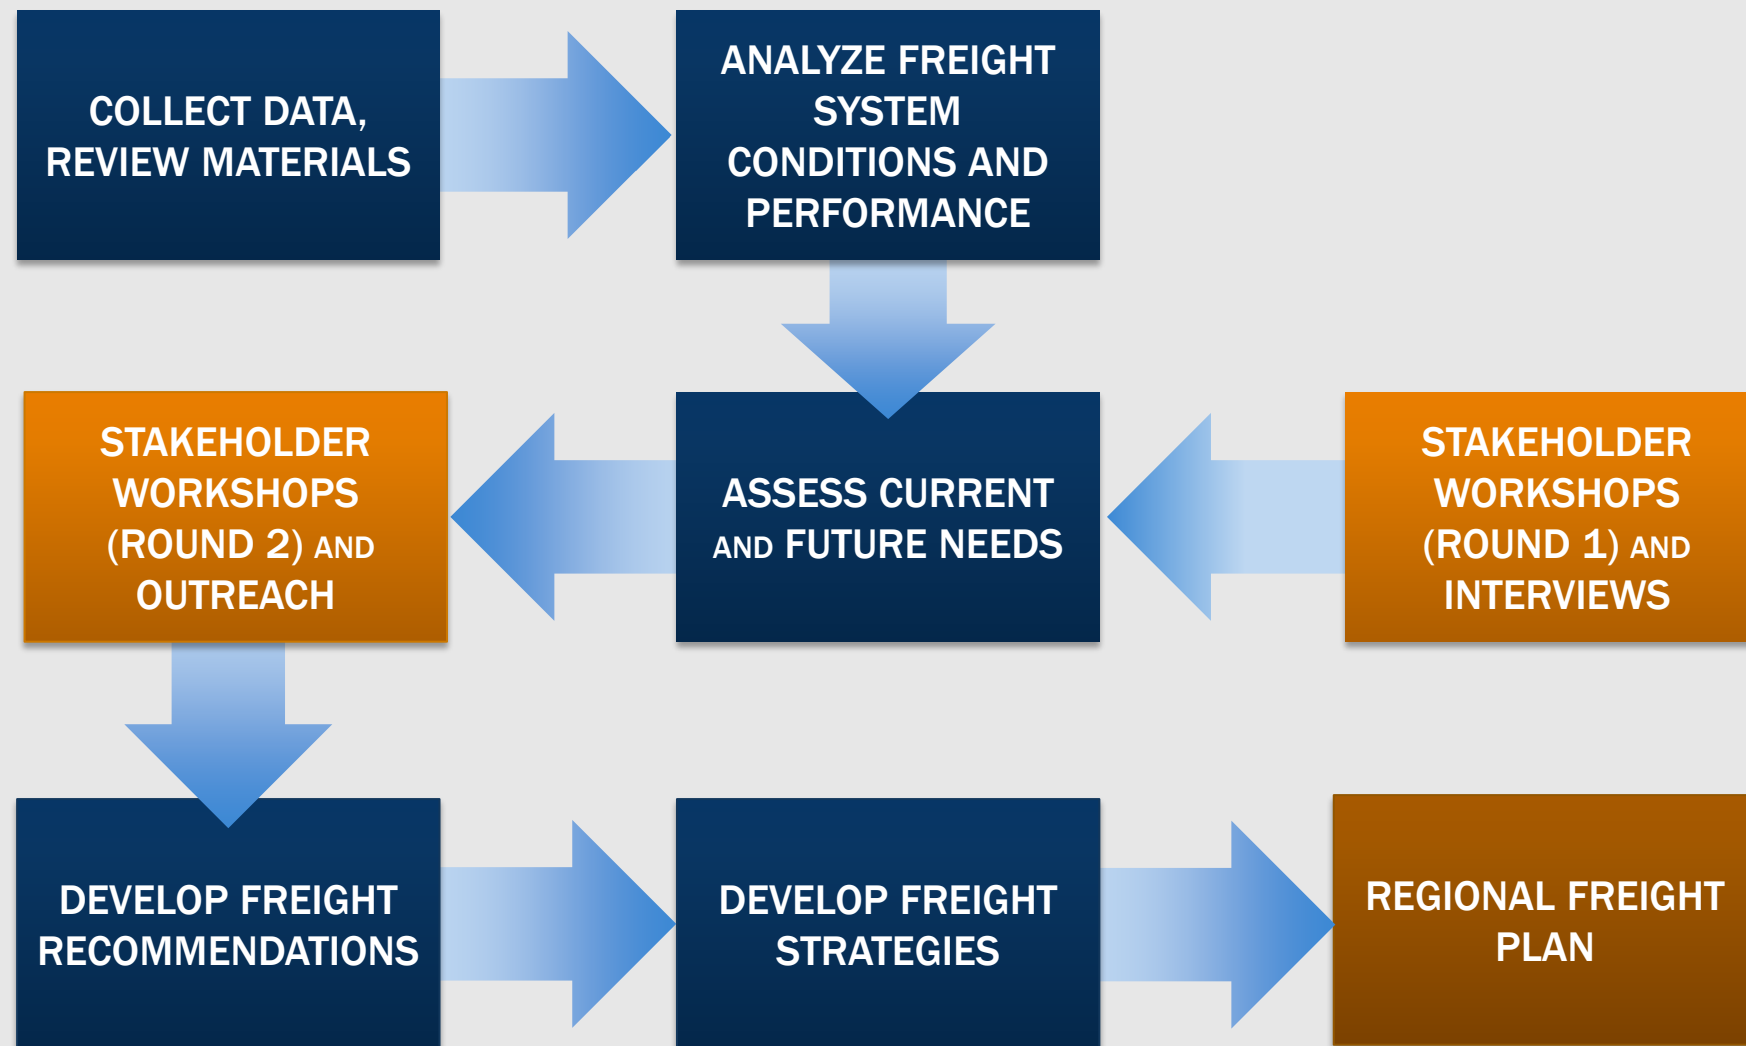 COLLECT DATA,
REVIEW MATERIALS
ANALYZE FREIGHT
SYSTEM
CONDITIONS AND
PERFORMANCE
STAKEHOLDER
WORKSHOPS
(ROUND 2) AND
OUTREACH
ASSESS CURRENT
AND FUTURE NEEDS
STAKEHOLDER
WORKSHOPS
(ROUND 1) AND
INTERVIEWS
DEVELOP FREIGHT
RECOMMENDATIONS
DEVELOP FREIGHT
STRATEGIES
REGIONAL FREIGHT
PLAN